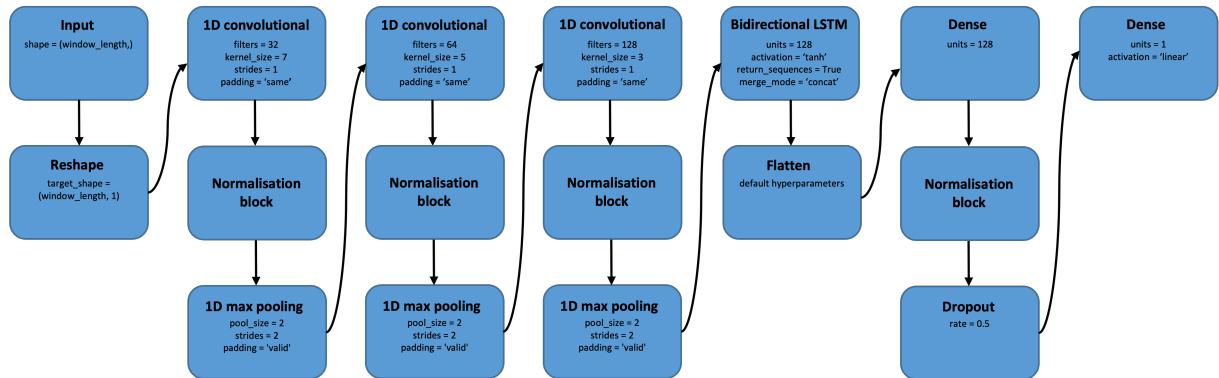 Input
shape = (window_length,)
Reshape
target_shape =
(window_length, 1)
1D convolutional
filters = 32
kernel_size = 7
strides = 1
padding = ‘same’
Normalisation
block
1D max pooling
pool_size = 2
strides = 2
padding = 'valid'
1D convolutional
filters = 64
kernel_size = 5
strides = 1
padding = ‘same’
Normalisation
block
1D max pooling
pool_size = 2
strides = 2
padding = 'valid'
1D convolutional
filters = 128
kernel_size = 3
strides = 1
padding = ‘same’
Normalisation
block
1D max pooling
pool_size = 2
strides = 2
padding = 'valid'
Bidirectional LSTM
units = 128
activation = ‘tanh’
return_sequences = True
merge_mode = ‘concat’
Flatten
default hyperparameters
Dense
units = 128
Normalisation
block
Dropout
rate = 0.5
Dense
units = 1
activation = ‘linear’